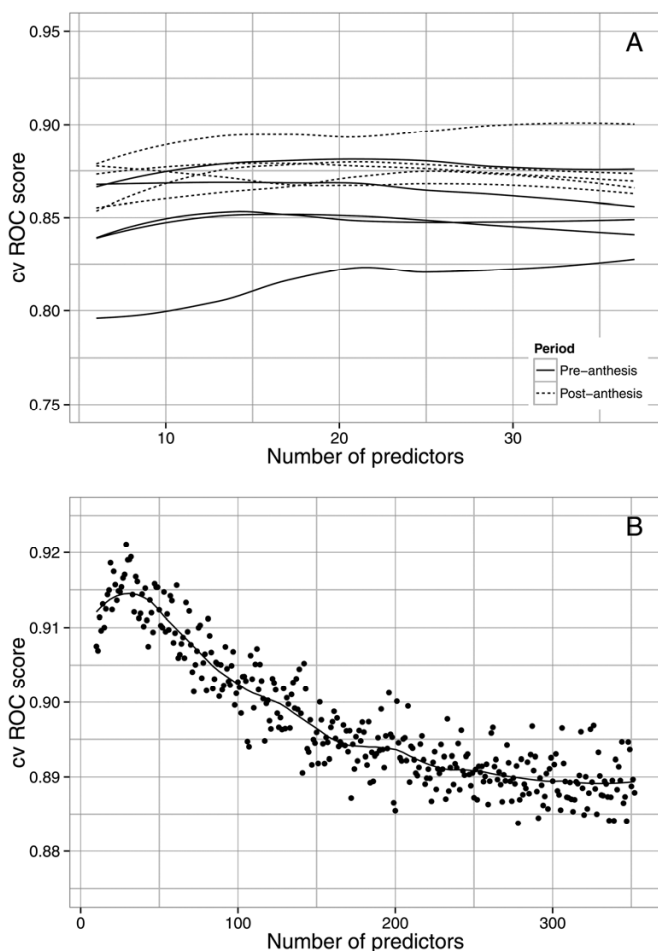 A
0.95
0.90
0.85
0.80
0.75
cv ROC score
10 20 30
Number of predictors
Period
Pre−anthesis
Post−anthesis
B
0.92
0.91
0.90
0.89
0.88
cv ROC score
0 100 200 300
Number of predictors